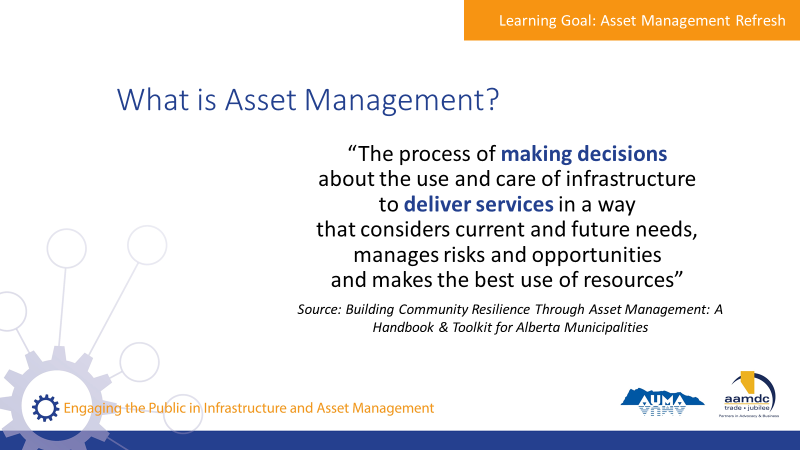 Learning Goal: Asset Management Refresh
What is Asset Management?
“The process of making decisions
about the use and care of infrastructure
to deliver services in a way
that considers current and future needs,
manages risks and opportunities
and makes the best use of resources”
Source: Building Community Resilience Through Asset Management: A
Handbook & Toolkit for Alberta Municipalities
Engaging the Public in Infrastructure and Asset Management
AUMA
aamdc
trade • jubilee
Partners in Advocacy & Business